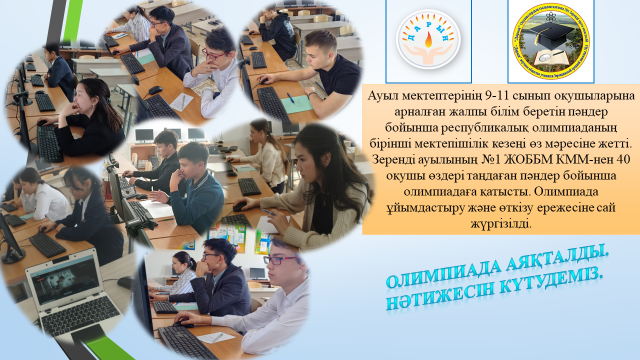 ДАРЫН
Ауыл мектептерінің 9-11 сынып оқушыларына
арналған жалпы білім беретін пәндер
бойынша республикалық олимпиаданың
бірінші мектепішілік кезеңі өз мәресіне жетті.
Зеренді ауылының №1 ЖОББМ КММ-нен 40
оқушы өздері таңдаған пәндер бойынша
олимпиадаға қатысты. Олимпиада
ұйымдастыру және өткізу ережесіне сай
жүргізілді.
ОЛИМПИАДА АЯҚТАЛДЫ.
НӘТИЖЕСІН КҮТУДЕМІЗ.